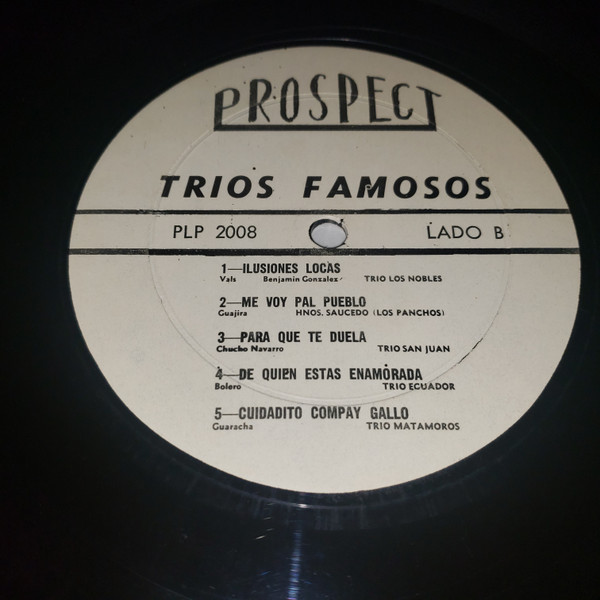 PROSPECT
TRIOS FAMOSOS
PLP 2008 LADO B
1—ILUSIONES LOCAS
Vals Benjamin Gonzalez TRIO LOS NOBLES
2—ME VOY PAL PUEBLO
Guajira HNOS. SAUCEDO (LOS PANCHOS)
3—PARA QUE TE DUELA
Chucho Navarro TRIO SAN JUAN
4—DE QUIEN ESTAS ENAMORADA
Bolero TRIO ECUADOR
5—CUIDADITO COMPAY GALLO
Guaracha TRIO MATAMOROS